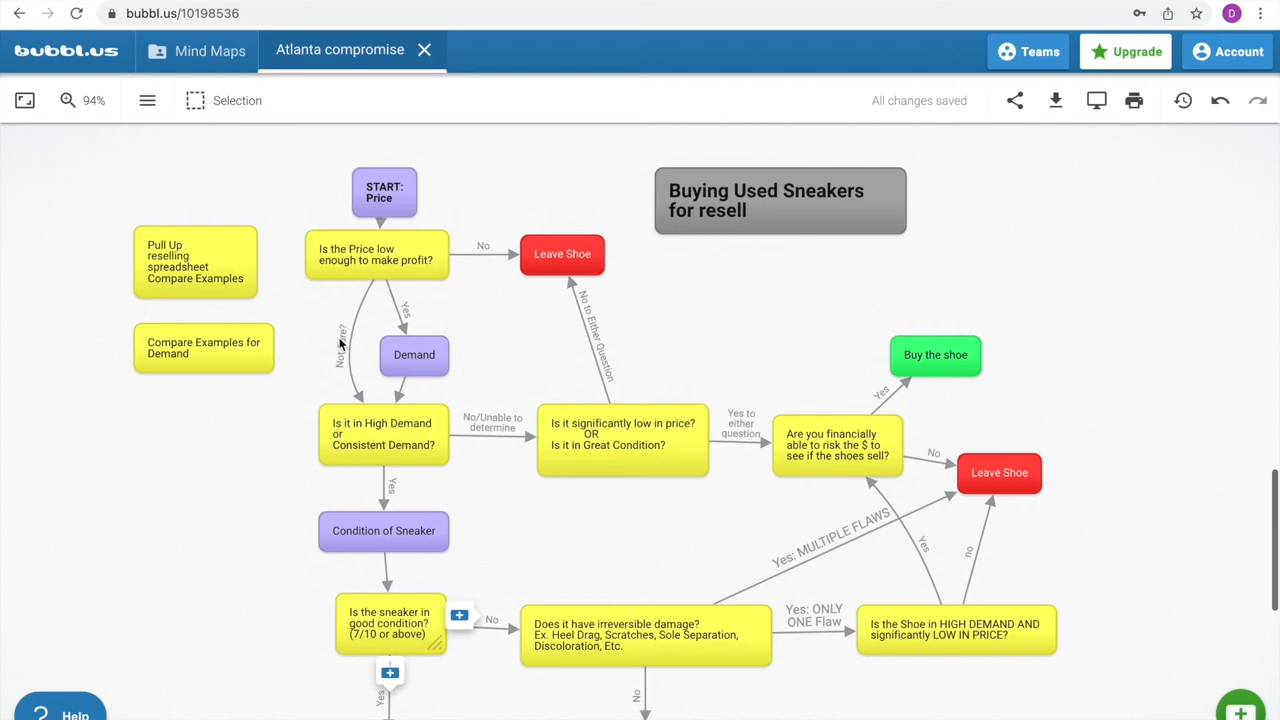 bubbl.us/10198536
D
bubbl.us
Mind Maps
Atlanta compromise
Teams
Upgrade
Account
94%
Selection
All changes saved
START:
Price
Buying Used Sneakers
for resell
Pull Up
reselling
spreadsheet
Compare Examples
Is the Price low
enough to make profit?
No
Leave Shoe
Yes
No to Either Question
Compare Examples for
Demand
Demand
Buy the shoe
Is it in High Demand
or
Consistent Demand?
No/Unable to
determine
Is it significantly low in price?
OR
Is it in Great Condition?
Yes to
either
question
Are you financially
able to risk the $ to
see if the shoes sell?
Yes
No
Leave Shoe
Yes
Condition of Sneaker
Yes: MULTIPLE FLAWS
Yes
no
Is the sneaker in
good condition?
(7/10 or above)
No
Does it have irreversible damage?
Ex. Heel Drag, Scratches, Sole Separation,
Discoloration, Etc.
Yes: ONLY
ONE Flaw
Is the Shoe in HIGH DEMAND AND
significantly LOW IN PRICE?
Yes
No
? Help